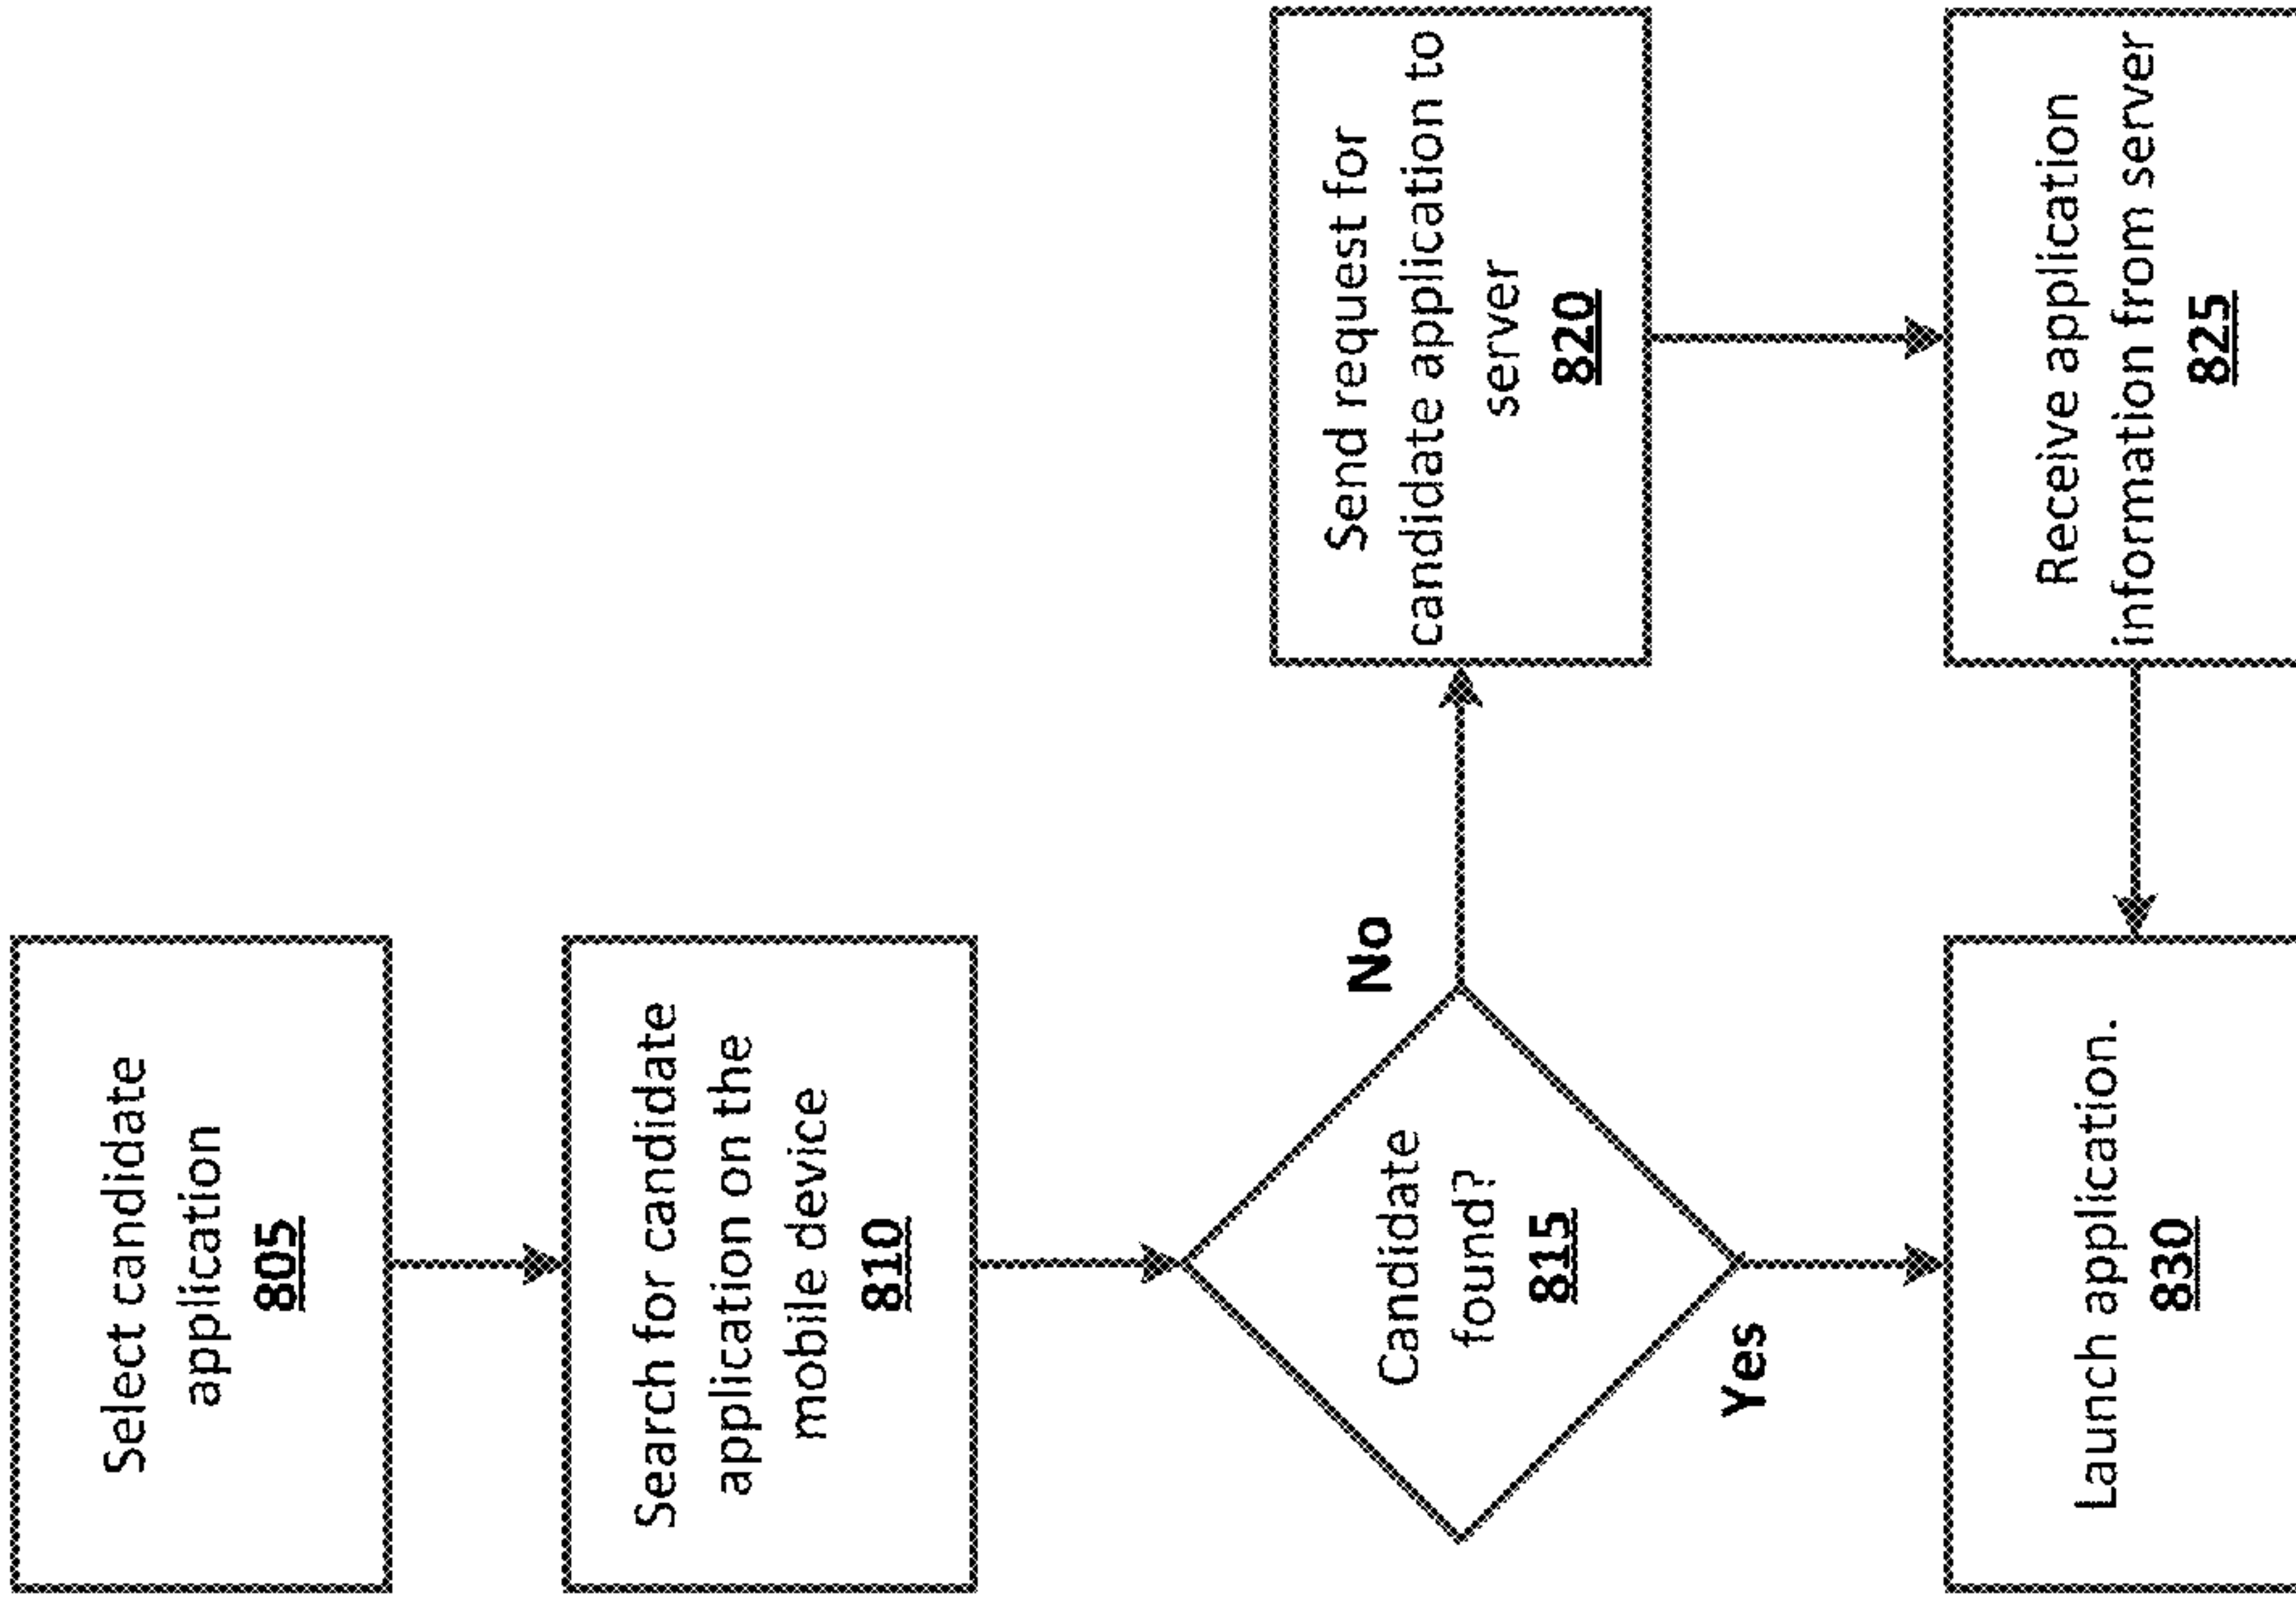 Select candidate
application
805
Search for candidate
application on the
mobile device
810
Candidate
found?
815
No
Yes
Send request for
candidate application to
server
820
Receive application
information from server
825
Launch application.
830